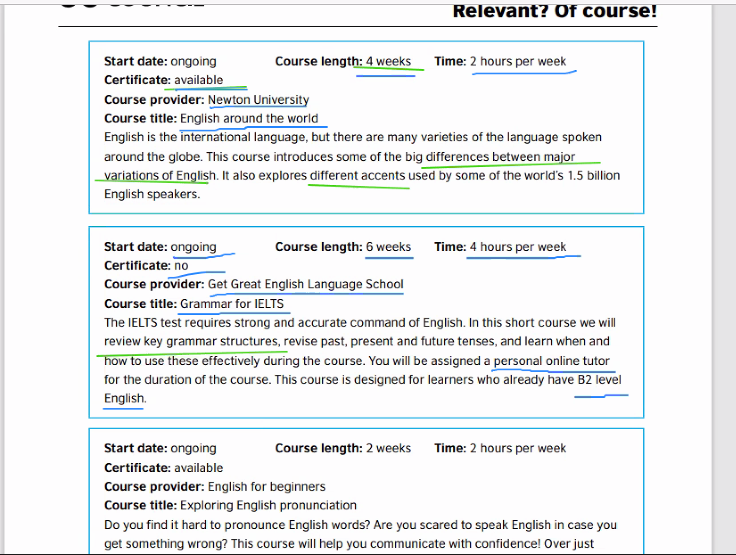 Relevant? Of course!
Start date: ongoing Course length: 4 weeks Time: 2 hours per week
Certificate: available
Course provider: Newton University
Course title: English around the world
English is the international language, but there are many varieties of the language spoken
around the globe. This course introduces some of the big differences between major
variations of English. It also explores different accents used by some of the world's 1.5 billion
English speakers.
Start date: ongoing Course length: 6 weeks Time: 4 hours per week
Certificate: no
Course provider: Get Great English Language School
Course title: Grammar for IELTS
The IELTS test requires strong and accurate command of English. In this short course we will
review key grammar structures, revise past, present and future tenses, and learn when and
how to use these effectively during the course. You will be assigned a personal online tutor
for the duration of the course. This course is designed for learners who already have B2 level
English.
Start date: ongoing Course length: 2 weeks Time: 2 hours per week
Certificate: available
Course provider: English for beginners
Course title: Exploring English pronunciation
Do you find it hard to pronounce English words? Are you scared to speak English in case you
get something wrong? This course will help you communicate with confidence! Over just